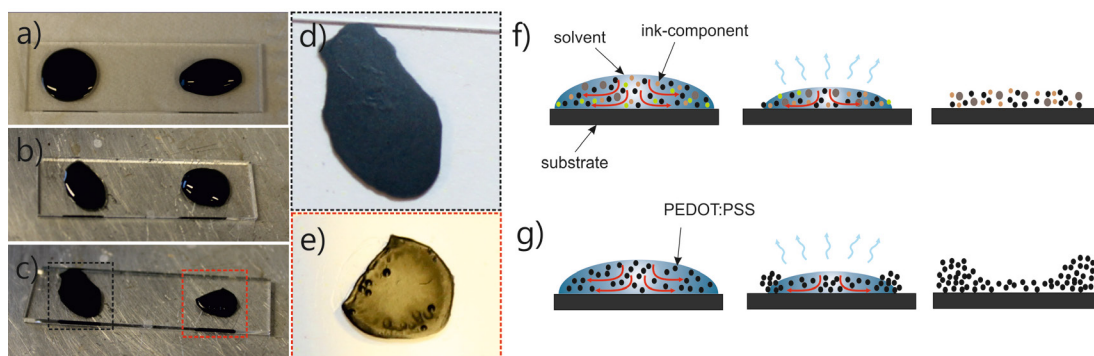 a)
b)
c)
d)
e)
f)
solvent
ink-component
substrate
g)
PEDOT:PSS